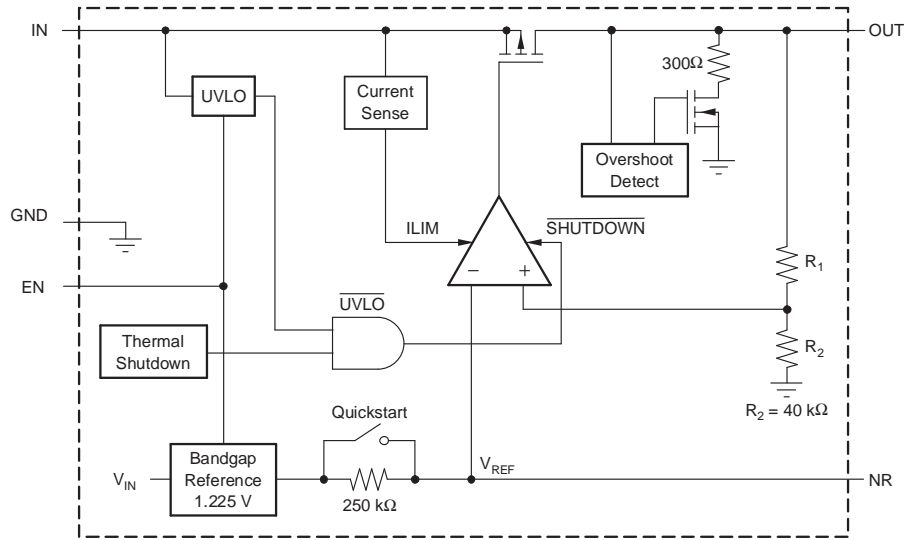 IN
OUT
300Ω
UVLO
Current
Sense
Overshoot
Detect
GND
ILIM
SHUTDOWN
− +
R1
EN
UVLO
Thermal
Shutdown
R2
R2 = 40 kΩ
Quickstart
VIN
Bandgap
Reference
1.225 V
250 kΩ
VREF
NR